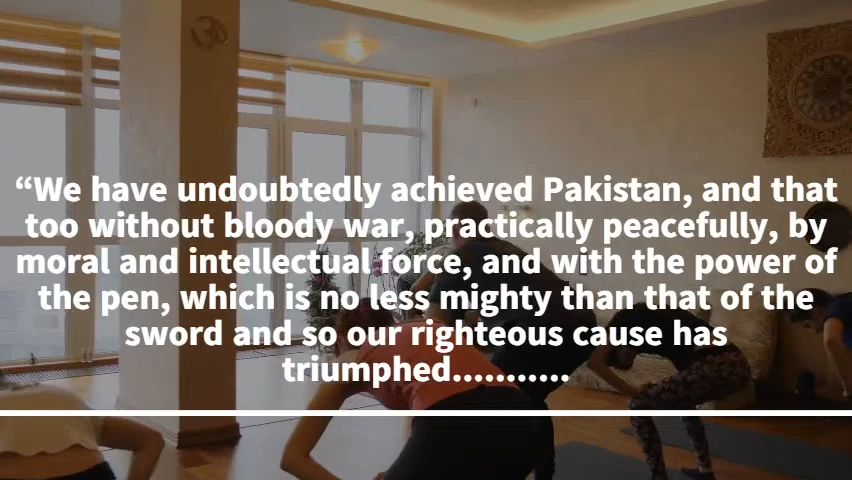 “We have undoubtedly achieved Pakistan, and that
too without bloody war, practically peacefully, by
moral and intellectual force, and with the power of
the pen, which is no less mighty than that of the
sword and so our righteous cause has
triumphed...........